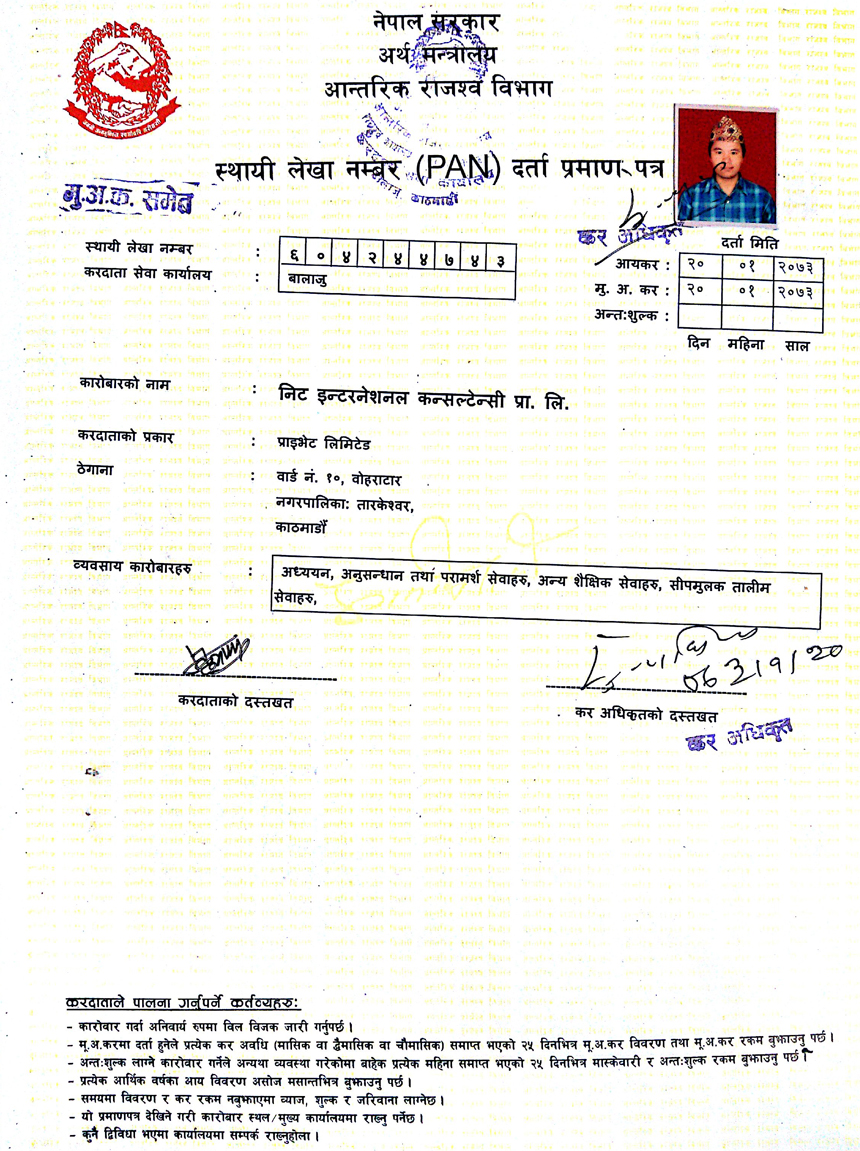 नेपाल सरकार
अर्थ मन्त्रालय
आन्तरिक राजश्व विभाग
स्थायी लेखा नम्बर (PAN) दर्ता प्रमाण-पत्र
मु.अ.क. समेत
कर अधिकृत
दर्ता मिति
स्थायी लेखा नम्बर : ६ ० ४ २ ४ ४ ७ ४ ३
करदाता सेवा कार्यालय : बालाजु
आयकर : २० ०१ २०७३
मु. अ. कर : २० ०१ २०७३
अन्त:शुल्क :
दिन महिना साल
कारोबारको नाम : निट इन्टरनेशनल कन्सल्टेन्सी प्रा. लि.
करदाताको प्रकार : प्राइभेट लिमिटेड
ठेगाना : वार्ड नं. १०, वोहराटार
नगरपालिका: तारकेश्वर,
काठमाडौं
व्यवसाय कारोबारहरु : अध्ययन, अनुसन्धान तथा परामर्श सेवाहरु, अन्य शैक्षिक सेवाहरु, सीपमुलक तालीम
सेवाहरु,
करदाताको दस्तखत
कर अधिकृतको दस्तखत
कर अधिकृत
करदाताले पालना गर्नुपर्ने कर्तव्यहरु:
- कारोवार गर्दा अनिवार्य रुपमा विल विजक जारी गर्नुपर्छ ।
- मू.अ.करमा दर्ता हुनेले प्रत्येक कर अवधि (मासिक वा द्वैमासिक वा चौमासिक) समाप्त भएको २५ दिनभित्र मू.अ.कर विवरण तथा मू.अ.कर रकम बुझाउनु पर्छ ।
- अन्त:शुल्क लाग्ने कारोवार गर्नेले अन्यथा व्यवस्था गरेकोमा बाहेक प्रत्येक महिना समाप्त भएको २५ दिनभित्र मास्केवारी र अन्त:शुल्क रकम बुझाउनु पर्छ ।
- प्रत्येक आर्थिक वर्षका आय विवरण असोज मसान्तभित्र बुझाउनु पर्छ ।
- समयमा विवरण र कर रकम नबुझाएमा व्याज, शुल्क र जरिवाना लाग्नेछ ।
- यो प्रमाणपत्र देखिने गरी कारोबार स्थल/मुख्य कार्यालयमा राख्नु पर्नेछ ।
- कुनै द्विविधा भएमा कार्यालयमा सम्पर्क राख्नुहोला ।